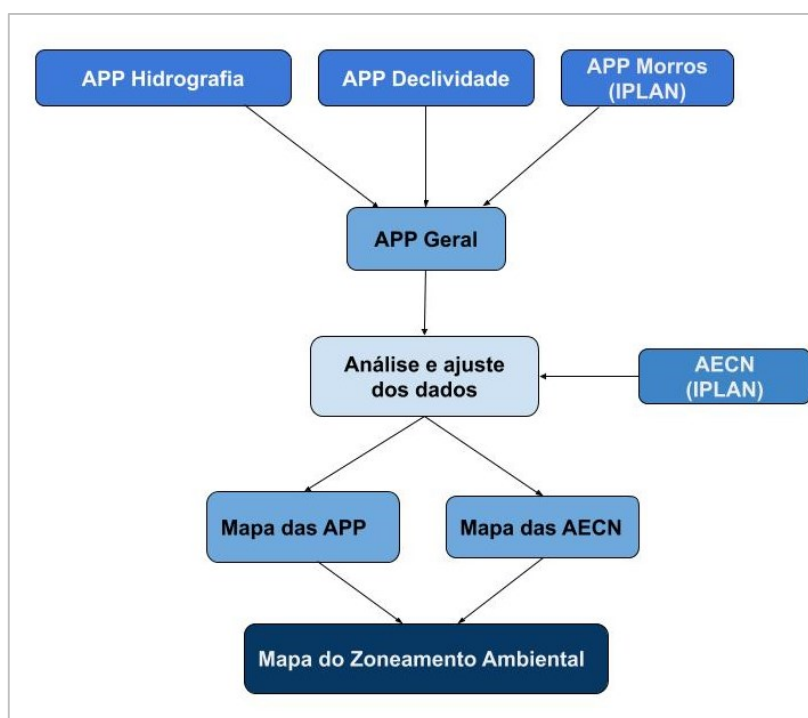 APP Hidrografia
APP Declividade
APP Morros
(IPLAN)
APP Geral
Análise e ajuste
dos dados
AECN
(IPLAN)
Mapa das APP
Mapa das AECN
Mapa do Zoneamento Ambiental